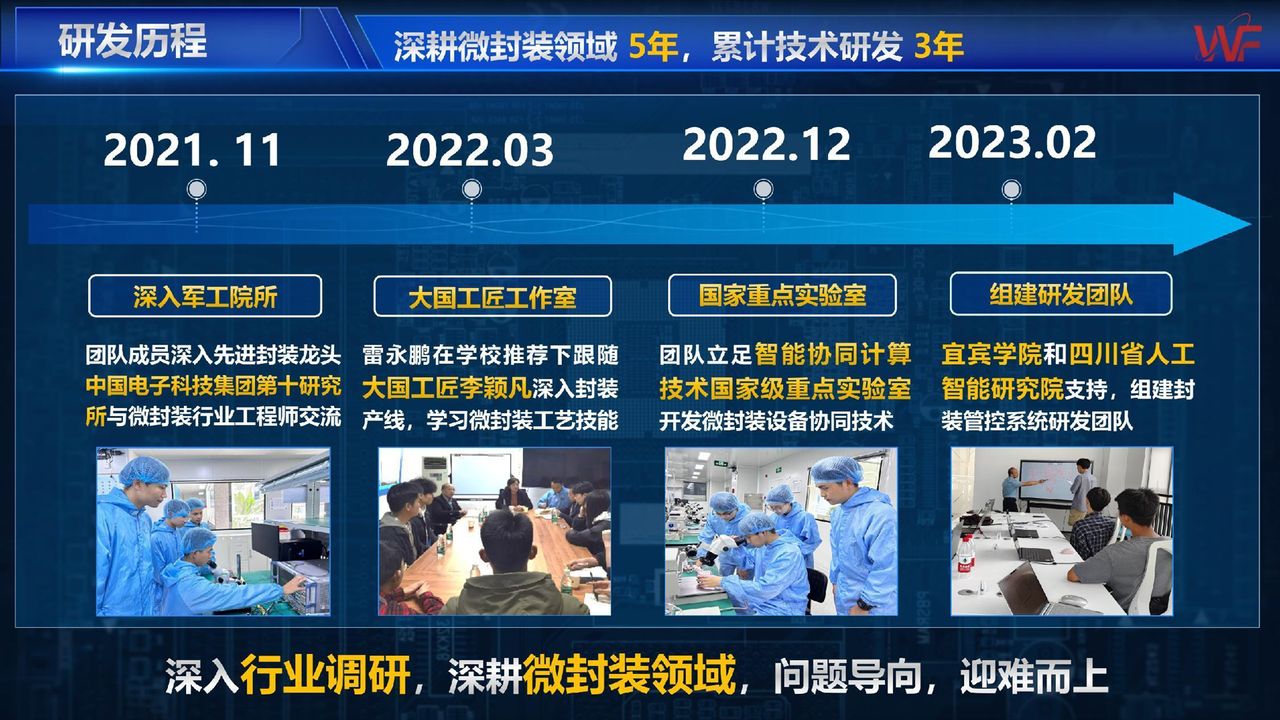 研发历程
深耕微封装领域 5年，累计技术研发 3年
WF
2021. 11
2022.03
2022.12
2023.02
深入军工院所
团队成员深入先进封装龙头
中国电子科技集团第十研究
所与微封装行业工程师交流
大国工匠工作室
雷永鹏在学校推荐下跟随
大国工匠李颖凡深入封装
产线，学习微封装工艺技能
国家重点实验室
团队立足智能协同计算
技术国家级重点实验室
开发微封装设备协同技术
组建研发团队
宜宾学院和四川省人工
智能研究院支持，组建封
装管控系统研发团队
深入行业调研，深耕微封装领域，问题导向，迎难而上